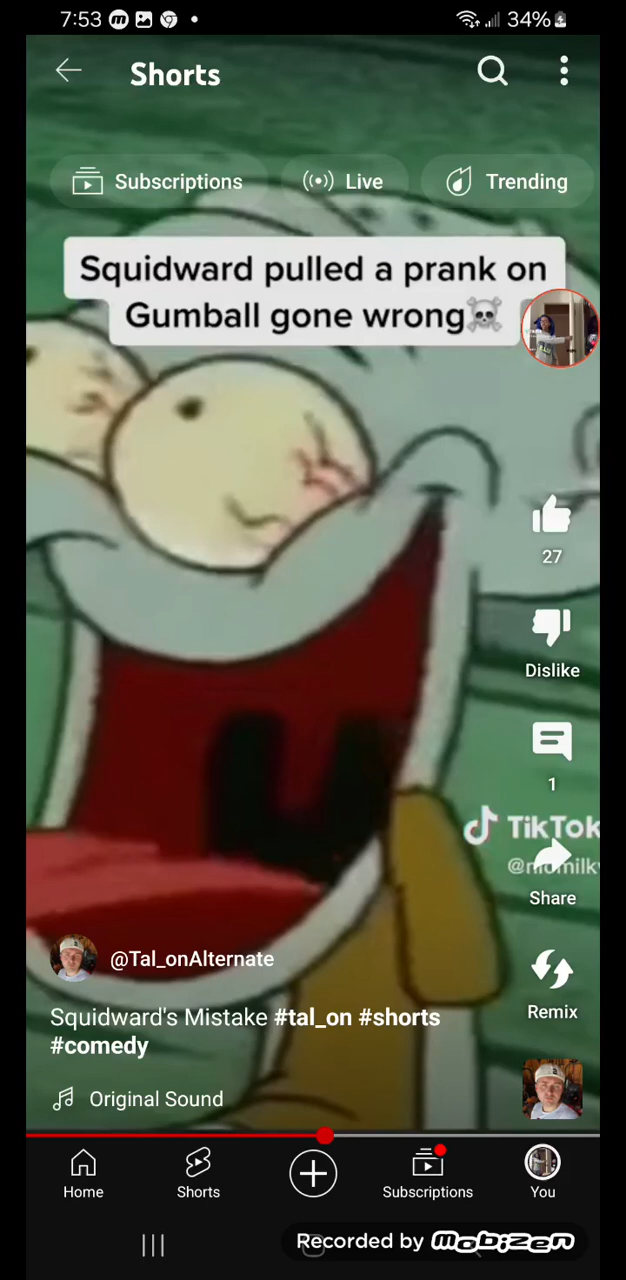 7:53
34%
Shorts
Subscriptions
Live
Trending
Squidward pulled a prank on
Gumball gone wrong☠️
27
Dislike
1
TikTok
Share
@Tal_onAlternate
Squidward's Mistake #tal_on #shorts
#comedy
Remix
Original Sound
Home
Shorts
Subscriptions
You
Recorded by Mobizen